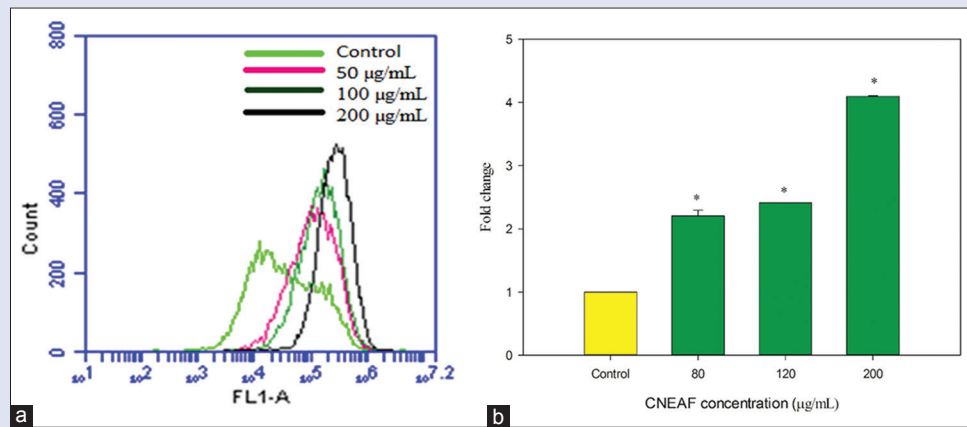 800
600
400
200
0
Count
Control
50 µg/mL
100 µg/mL
200 µg/mL
10^1
10^2
10^3
10^4
10^5
10^6
10^7.2
FL1-A
a
5
4
3
2
1
0
Fold change
*
*
*
Control
80
120
200
CNEAF concentration (µg/mL)
b